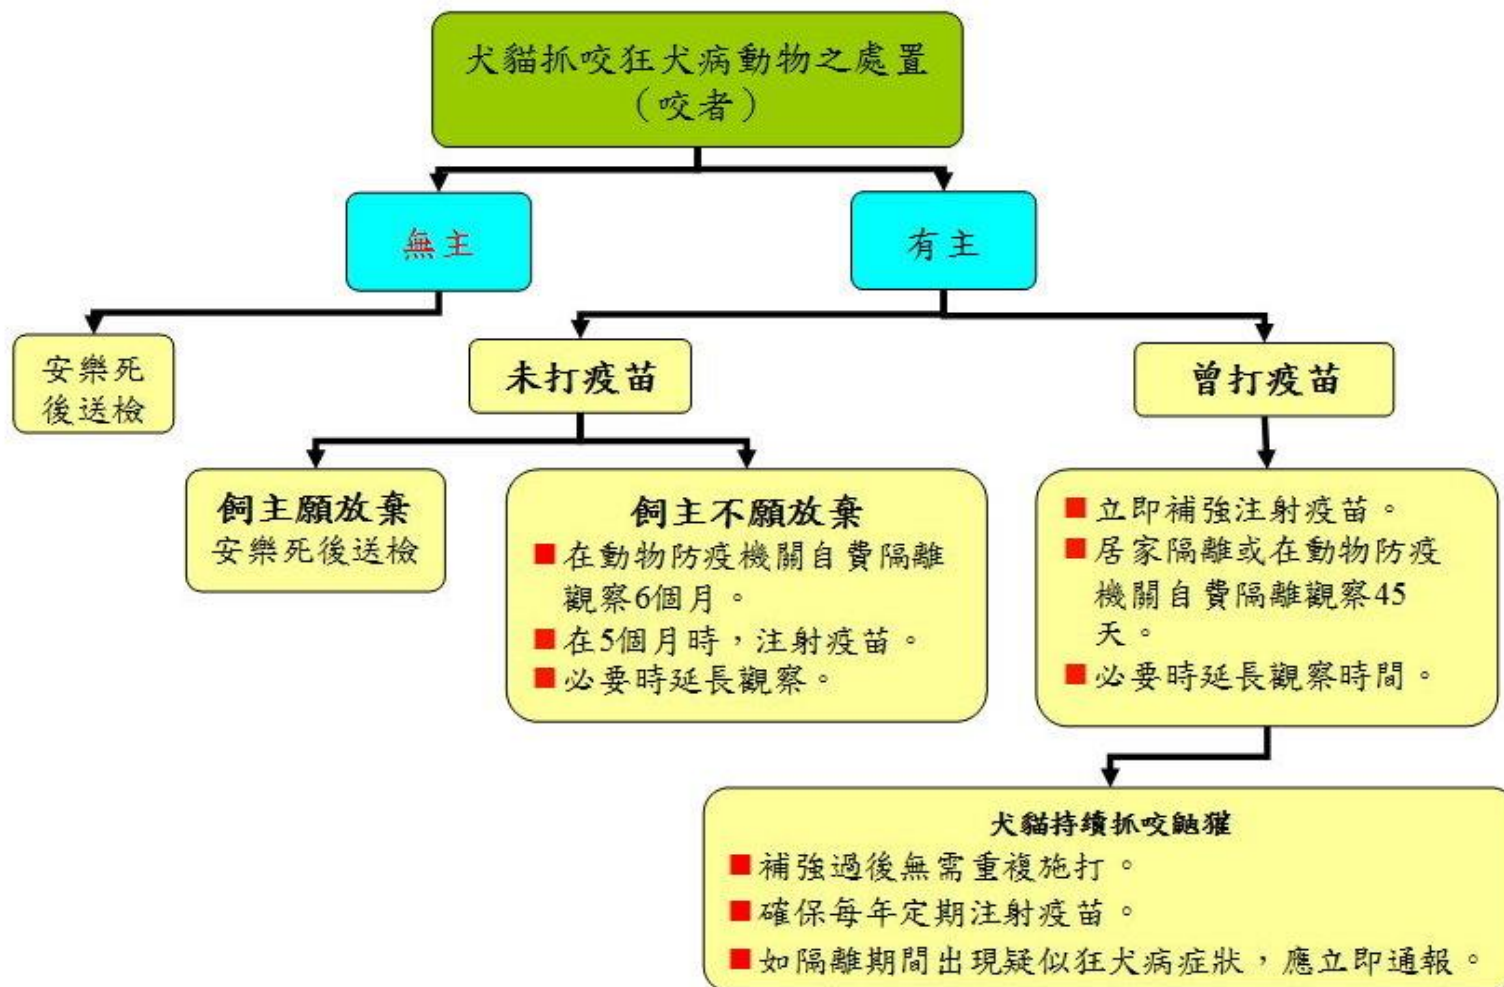 犬貓抓咬狂犬病動物之處置
（咬者）
無主
有主
安樂死
後送檢
未打疫苗
曾打疫苗
飼主願放棄
安樂死後送檢
飼主不願放棄
■在動物防疫機關自費隔離
觀察6個月。
■在5個月時，注射疫苗。
■必要時延長觀察。
■立即補強注射疫苗。
■居家隔離或在動物防疫
機關自費隔離觀察45
天。
■必要時延長觀察時間。
犬貓持續抓咬鼬獾
■補強過後無需重複施打。
■確保每年定期注射疫苗。
■如隔離期間出現疑似狂犬病症狀，應立即通報。